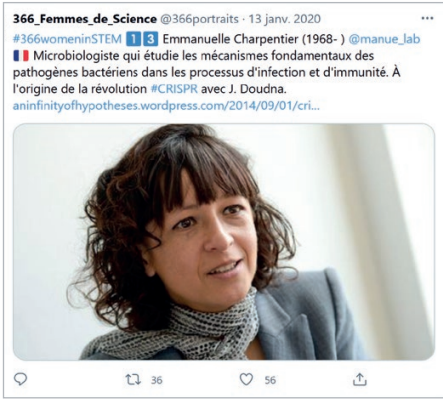 366_Femmes_de_Science @366portraits · 13 janv. 2020
#366womeninSTEM 1️⃣3️⃣ Emmanuelle Charpentier (1968- ) @manue_lab
🇫🇷 Microbiologiste qui étudie les mécanismes fondamentaux des
pathogènes bactériens dans les processus d'infection et d'immunité. À
l'origine de la révolution #CRISPR avec J. Doudna.
aninfinityofhypotheses.wordpress.com/2014/09/01/cri...
36 56